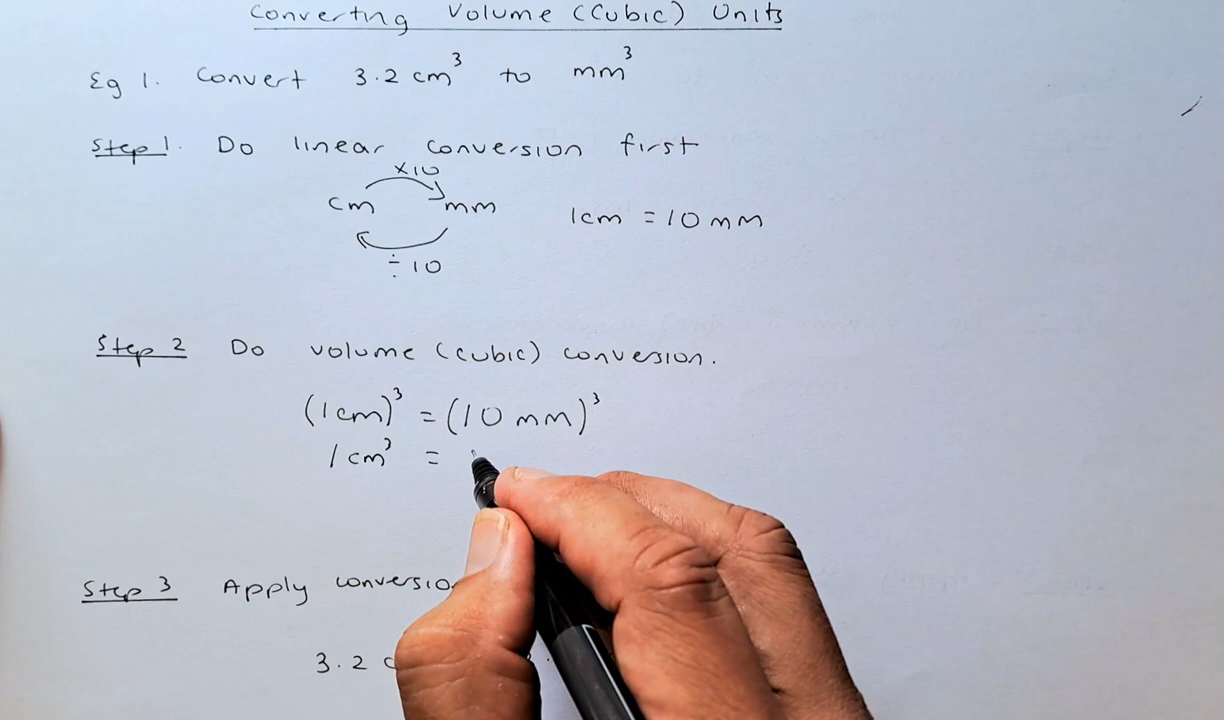 Converting Volume (Cubic) Units
Eg 1. Convert 3.2 cm³ to mm³
Step 1. Do linear conversion first
×10
cm mm 1cm = 10 mm
÷ 10
Step 2 Do volume (cubic) conversion.
(1cm)³ = (10 mm)³
1 cm³ =
Step 3 Apply
3.2